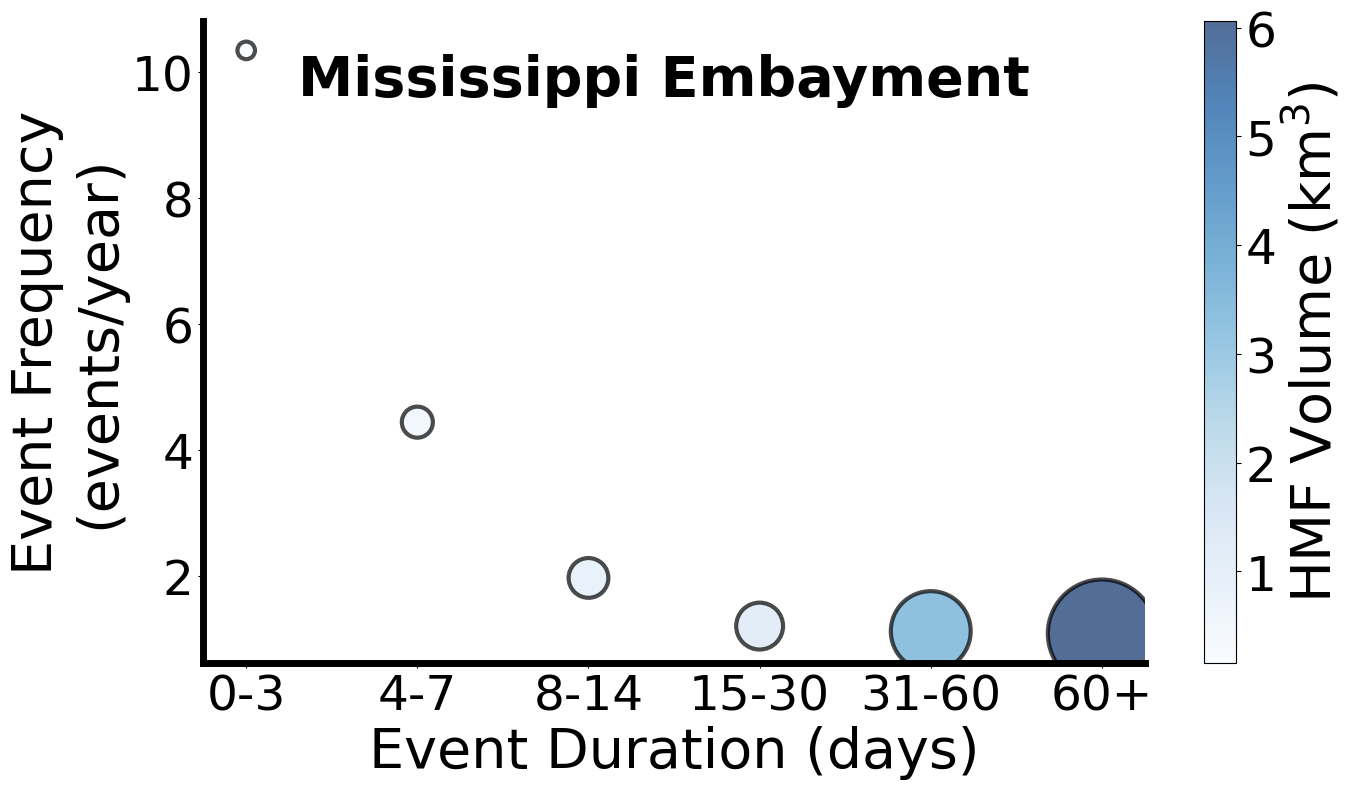 Mississippi Embayment
Event Frequency
(events/year)
10
8
6
4
2
0-3 4-7 8-14 15-30 31-60 60+
Event Duration (days)
6
5
4
3
2
1
HMF Volume (km³)